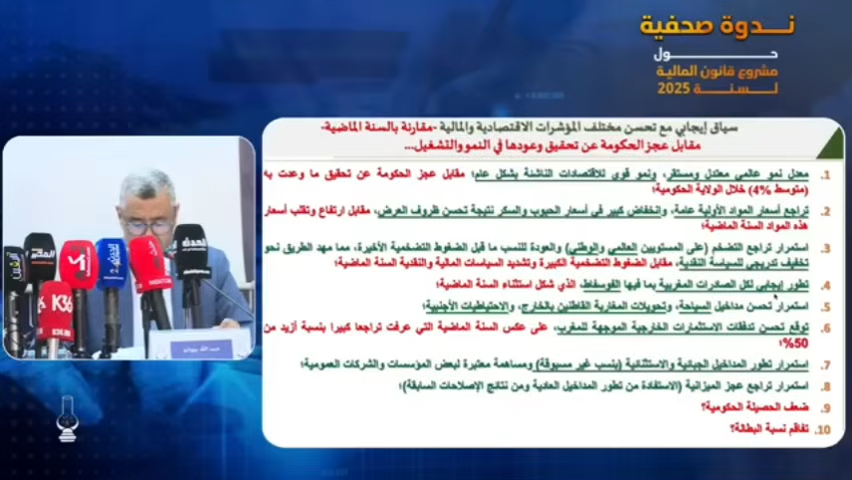 ندوة صحفية
حول
مشروع قانون المالية
لسنة 2025
سياق إيجابي مع تحسن مختلف المؤشرات الاقتصادية والمالية -مقارنة بالسنة الماضية-
مقابل عجز الحكومة عن تحقيق وعودها في النمو والتشغيل...
1. معدل نمو عالمي معتدل ومستقر، ونمو قوي للاقتصادات الناشئة بشكل عام؛ مقابل عجز الحكومة عن تحقيق ما وعدت به
(متوسط 4%) خلال الولاية الحكومية؛
2. تراجع أسعار المواد الأولية عامة، وانخفاض كبير في أسعار الحبوب والسكر نتيجة تحسن ظروف العرض، مقابل ارتفاع وتقلب أسعار
هذه المواد السنة الماضية؛
3. استمرار تراجع التضخم (على المستويين العالمي والوطني) والعودة للنسب ما قبل الضغوط التضخمية الأخيرة، مما مهد الطريق نحو
تخفيف تدريجي للسياسة النقدية، مقابل الضغوط التضخمية الكبيرة وتشديد السياسات المالية والنقدية السنة الماضية؛
4. تطور إيجابي لكل الصادرات المغربية بما فيها الفوسفاط، الذي شكل استثناء السنة الماضية؛
5. استمرار تحسن مداخيل السياحة، وتحويلات المغاربة القاطنين بالخارج، والاحتياطيات الأجنبية؛
6. توقع تحسن تدفقات الاستثمارات الخارجية الموجهة للمغرب، على عكس السنة الماضية التي عرفت تراجعا كبيرا بنسبة أزيد من
50%؛
7. استمرار تطور المداخيل الجبائية والاستثنائية (بنسب غير مسبوقة) ومساهمة معتبرة لبعض المؤسسات والشركات العمومية؛
8. استمرار تراجع عجز الميزانية (الاستفادة من تطور المداخيل العادية ومن نتائج الإصلاحات السابقة)؛
9. ضعف الحصيلة الحكومية؟
10. تفاقم نسبة البطالة؟
K36